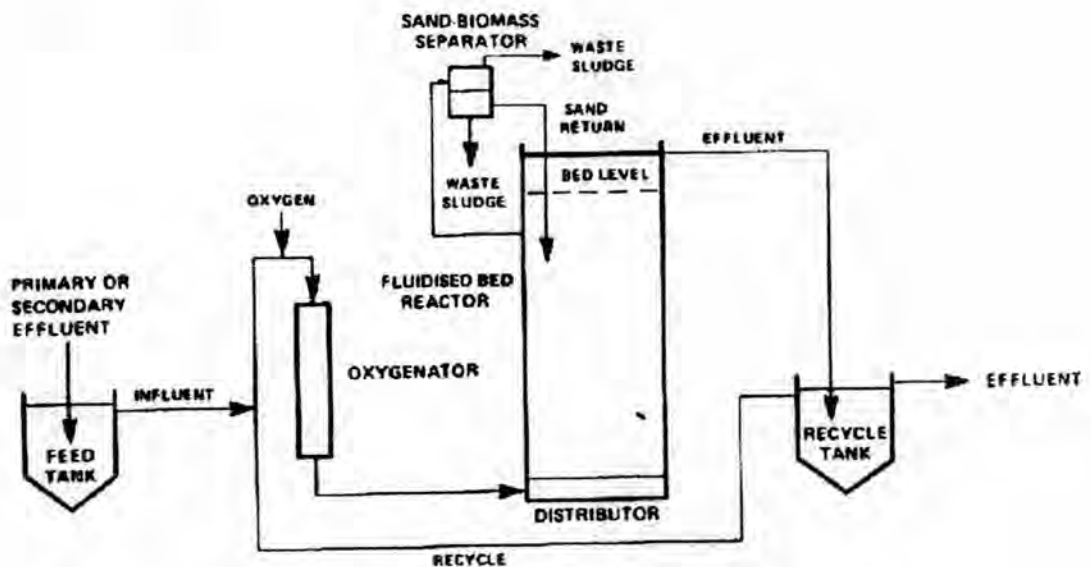 SAND-BIOMASS
SEPARATOR
WASTE
SLUDGE
SAND
RETURN
EFFLUENT
WASTE
SLUDGE
BED LEVEL
OXYGEN
FLUIDISED BED
REACTOR
PRIMARY OR
SECONDARY
EFFLUENT
OXYGENATOR
INFLUENT
EFFLUENT
FEED
TANK
RECYCLE
TANK
DISTRIBUTOR
RECYCLE